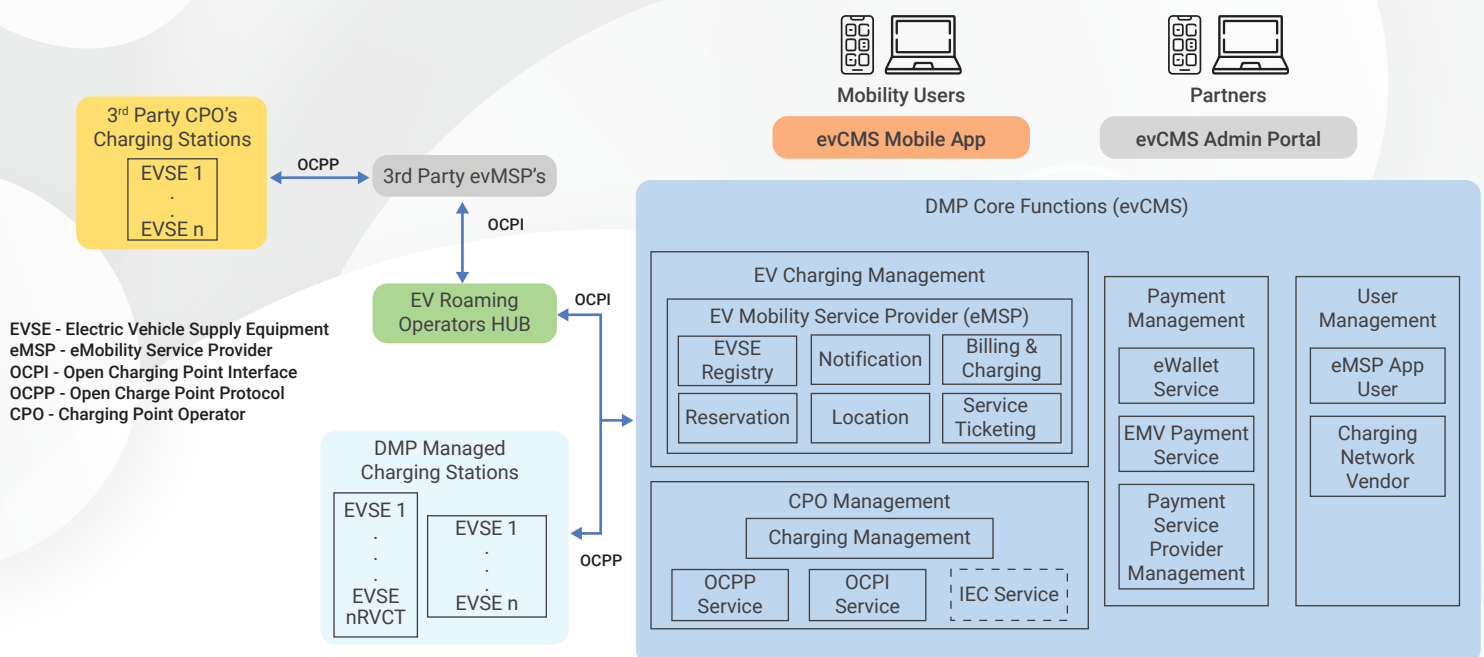 Mobility Users
Partners
evCMS Mobile App
evCMS Admin Portal
3rd Party CPO's
Charging Stations
EVSE 1
.
.
EVSE n
OCPP
3rd Party evMSP's
OCPI
EV Roaming
Operators HUB
OCPI
EVSE - Electric Vehicle Supply Equipment
eMSP - eMobility Service Provider
OCPI - Open Charging Point Interface
OCPP - Open Charge Point Protocol
CPO - Charging Point Operator
DMP Managed
Charging Stations
EVSE 1
.
.
.
EVSE
nRVCT
EVSE 1
.
.
.
EVSE n
OCPP
DMP Core Functions (evCMS)
EV Charging Management
EV Mobility Service Provider (eMSP)
EVSE
Registry
Notification
Billing &
Charging
Reservation
Location
Service
Ticketing
CPO Management
Charging Management
OCPP
Service
OCPI
Service
IEC Service
Payment
Management
eWallet
Service
EMV Payment
Service
Payment
Service
Provider
Management
User
Management
eMSP App
User
Charging
Network
Vendor